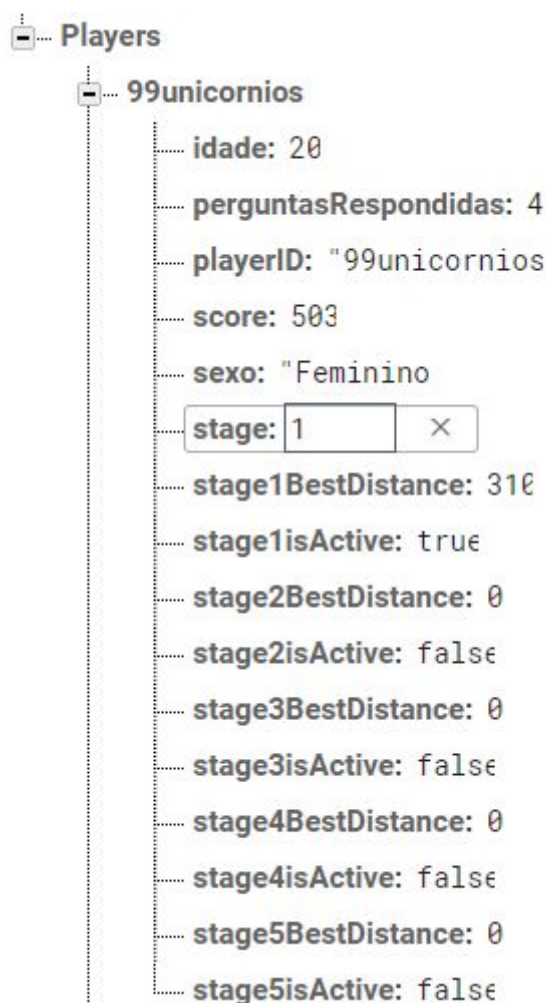 Players
99unicornios
idade: 20
perguntasRespondidas: 4
playerID: "99unicornios
score: 503
sexo: "Feminino
stage: 1 ×
stage1BestDistance: 310
stage1isActive: true
stage2BestDistance: 0
stage2isActive: false
stage3BestDistance: 0
stage3isActive: false
stage4BestDistance: 0
stage4isActive: false
stage5BestDistance: 0
stage5isActive: false